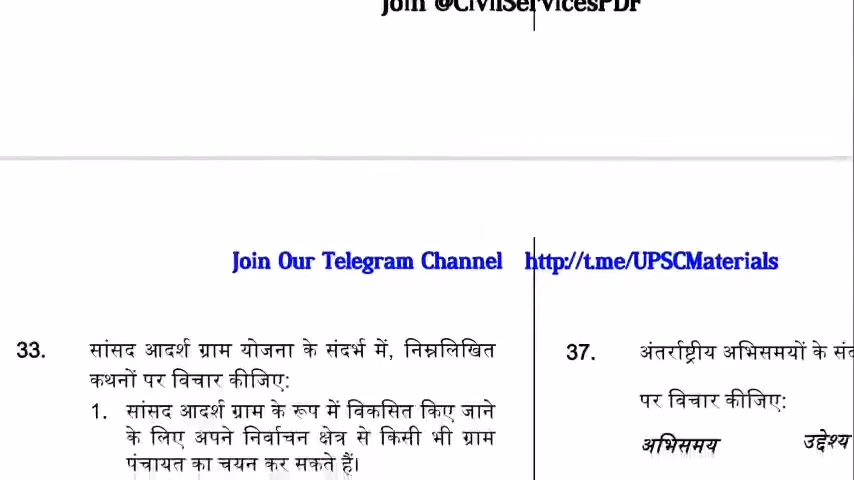 Join @CivilServicesPDF
Join Our Telegram Channel http://t.me/UPSCMaterials
33. सांसद आदर्श ग्राम योजना के संदर्भ में, निम्नलिखित
कथनों पर विचार कीजिए:
1. सांसद आदर्श ग्राम के रूप में विकसित किए जाने
के लिए अपने निर्वाचन क्षेत्र से किसी भी ग्राम
पंचायत का चयन कर सकते हैं।
37. अंतर्राष्ट्रीय अभिसमयों के
पर विचार कीजिए:
अभिसमय उद्देश्य